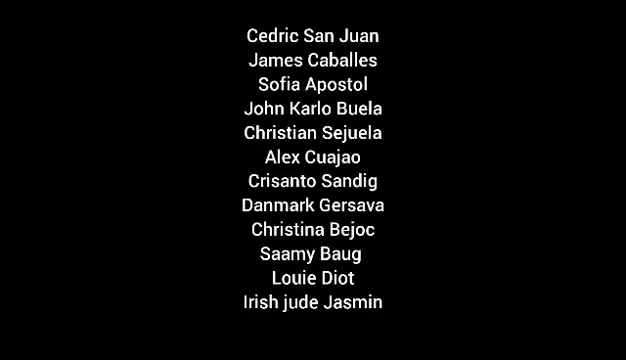 Cedric San Juan
James Caballes
Sofia Apostol
John Karlo Buela
Christian Sejuela
Alex Cuajao
Crisanto Sandig
Danmark Gersava
Christina Bejoc
Saamy Baug
Louie Diot
Irish jude Jasmin